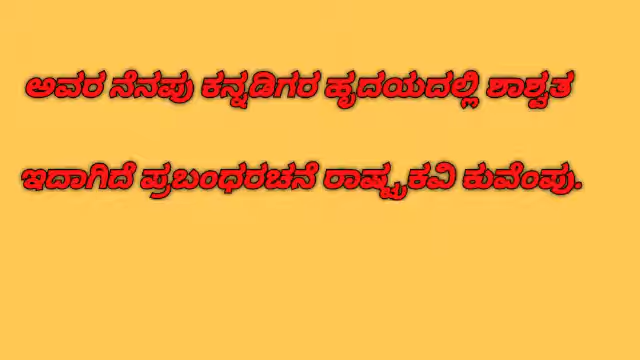 ಅವರ ನೆನಪು ಕನ್ನಡಿಗರ ಹೃದಯದಲ್ಲಿ ಶಾಶ್ವತ
ಇದಾಗಿದೆ ಪ್ರಬಂಧರಚನೆ ರಾಷ್ಟ್ರಕವಿ ಕುವೆಂಪು.